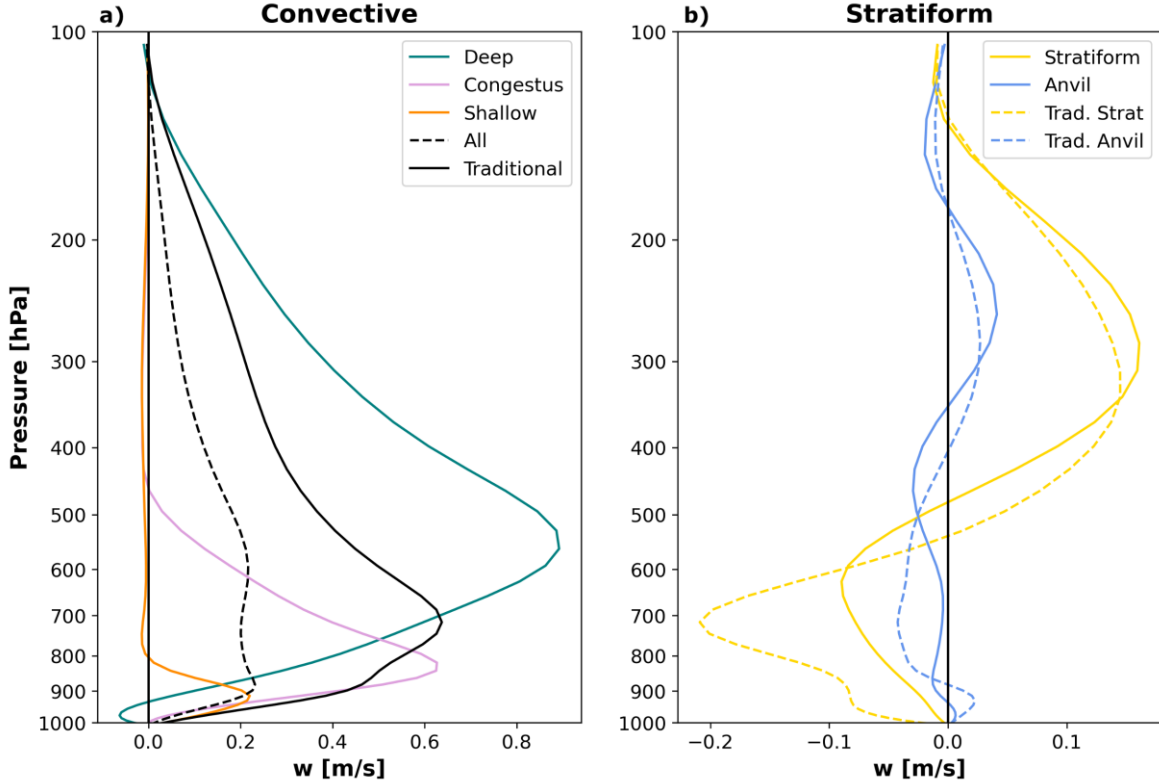 a) Convective
Deep
Congestus
Shallow
All
Traditional
100
200
300
400
500
600
700
800
900
1000
Pressure [hPa]
0.0 0.2 0.4 0.6 0.8
w [m/s]
b) Stratiform
Stratiform
Anvil
Trad. Strat
Trad. Anvil
100
200
300
400
500
600
700
800
900
1000
−0.2 −0.1 0.0 0.1
w [m/s]